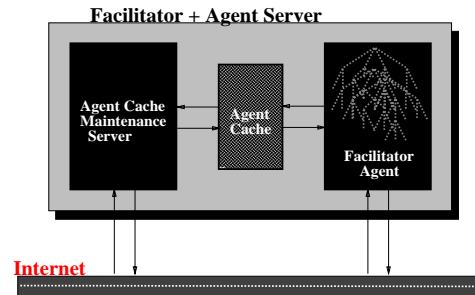 Facilitator + Agent Server
Agent Cache
Maintenance
Server
Agent
Cache
Facilitator
Agent
Internet